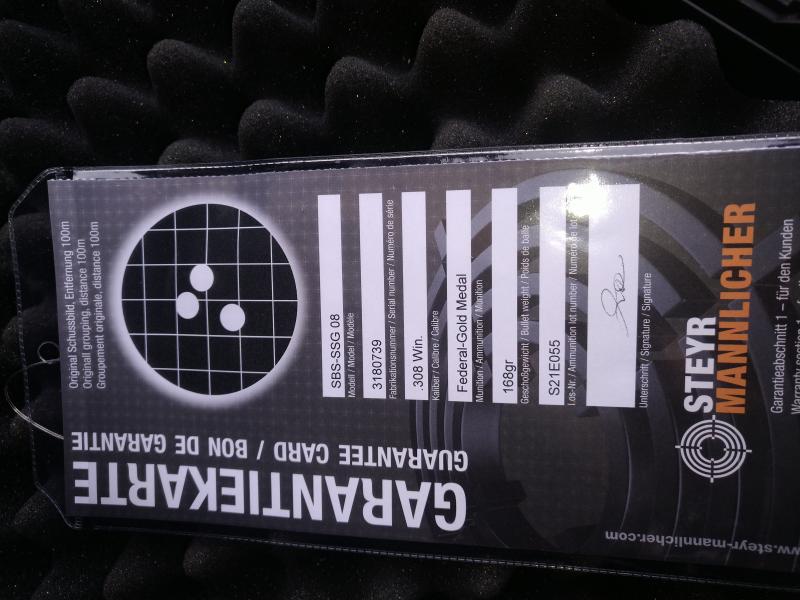 GARANTIEKARTE
GUARANTEE CARD / BON DE GARANTIE
Original Schussbild, Entfernung 100m
Originall grouping, distance 100m
Groupement originale, distance 100m
SBS-SSG 08
Modell / Model / Modèle
3180739
Fabrikationsnummer / Serial number / Numéro de série
.308 Win.
Kaliber / Calibre / Calibre
Federal-Gold Medal
Munition / Ammunition / Munition
168gr
Geschoßgewicht / Bullet weight / Poids de balle
S21E055
Los-Nr. / Ammunition lot number / Numéro de lot
Unterschrift / Signature / Signature
STEYR
MANNLICHER
www.steyr-mannlicher.com
Garantieabschnitt 1 – für den Kunden